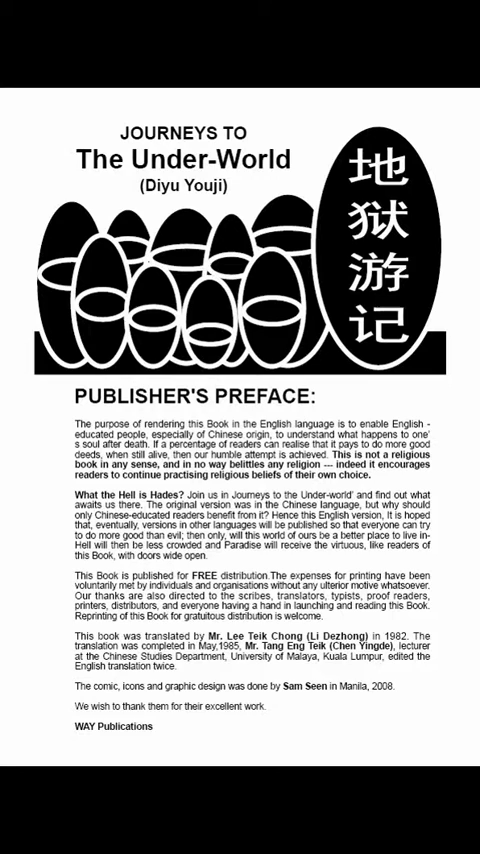 JOURNEYS TO
The Under-World
(Diyu Youji)
地
狱
游
记
PUBLISHER'S PREFACE:
The purpose of rendering this Book in the English language is to enable English -
educated people, especially of Chinese origin, to understand what happens to one'
s soul after death. If a percentage of readers can realise that it pays to do more good
deeds, when still alive, then our humble attempt is achieved. This is not a religious
book in any sense, and in no way belittles any religion --- indeed it encourages
readers to continue practising religious beliefs of their own choice.
What the Hell is Hades? Join us in Journeys to the Under-world' and find out what
awaits us there. The original version was in the Chinese language, but why should
only Chinese-educated readers benefit from it? Hence this English version, It is hoped
that, eventually, versions in other languages will be published so that everyone can try
to do more good than evil; then only, will this world of ours be a better place to live in-
Hell will then be less crowded and Paradise will receive the virtuous, like readers of
this Book, with doors wide open.
This Book is published for FREE distribution.The expenses for printing have been
voluntarily met by individuals and organisations without any ulterior motive whatsoever.
Our thanks are also directed to the scribes, translators, typists, proof readers,
printers, distributors, and everyone having a hand in launching and reading this Book.
Reprinting of this Book for gratuitous distribution is welcome.
This book was translated by Mr. Lee Teik Chong (Li Dezhong) in 1982. The
translation was completed in May,1985, Mr. Tang Eng Teik (Chen Yingde), lecturer
at the Chinese Studies Department, University of Malaya, Kuala Lumpur, edited the
English translation twice.
The comic, icons and graphic design was done by Sam Seen in Manila, 2008.
We wish to thank them for their excellent work.
WAY Publications